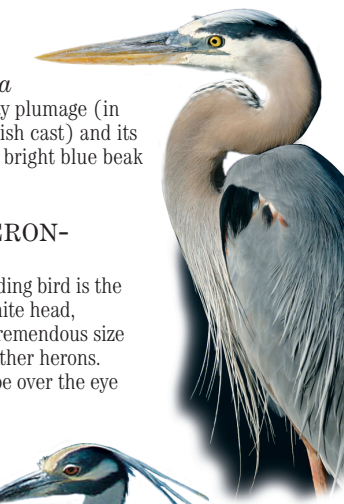 a
y plumage (in
ish cast) and its
bright blue beak
ERON-
ding bird is the
ite head,
remendous size
ther herons.
e over the eye